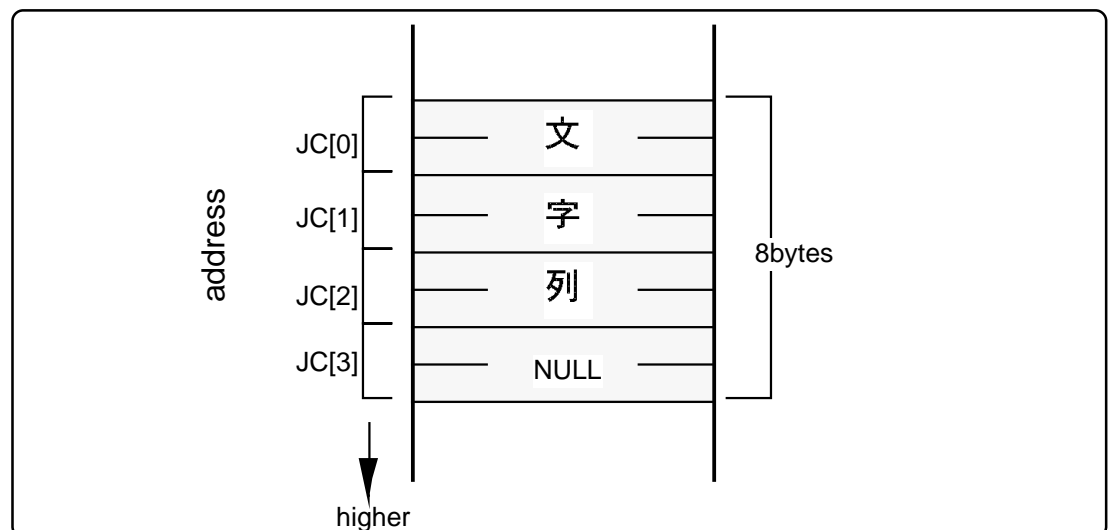 address
JC[0]
文
JC[1]
字
JC[2]
列
JC[3]
NULL
8bytes
higher